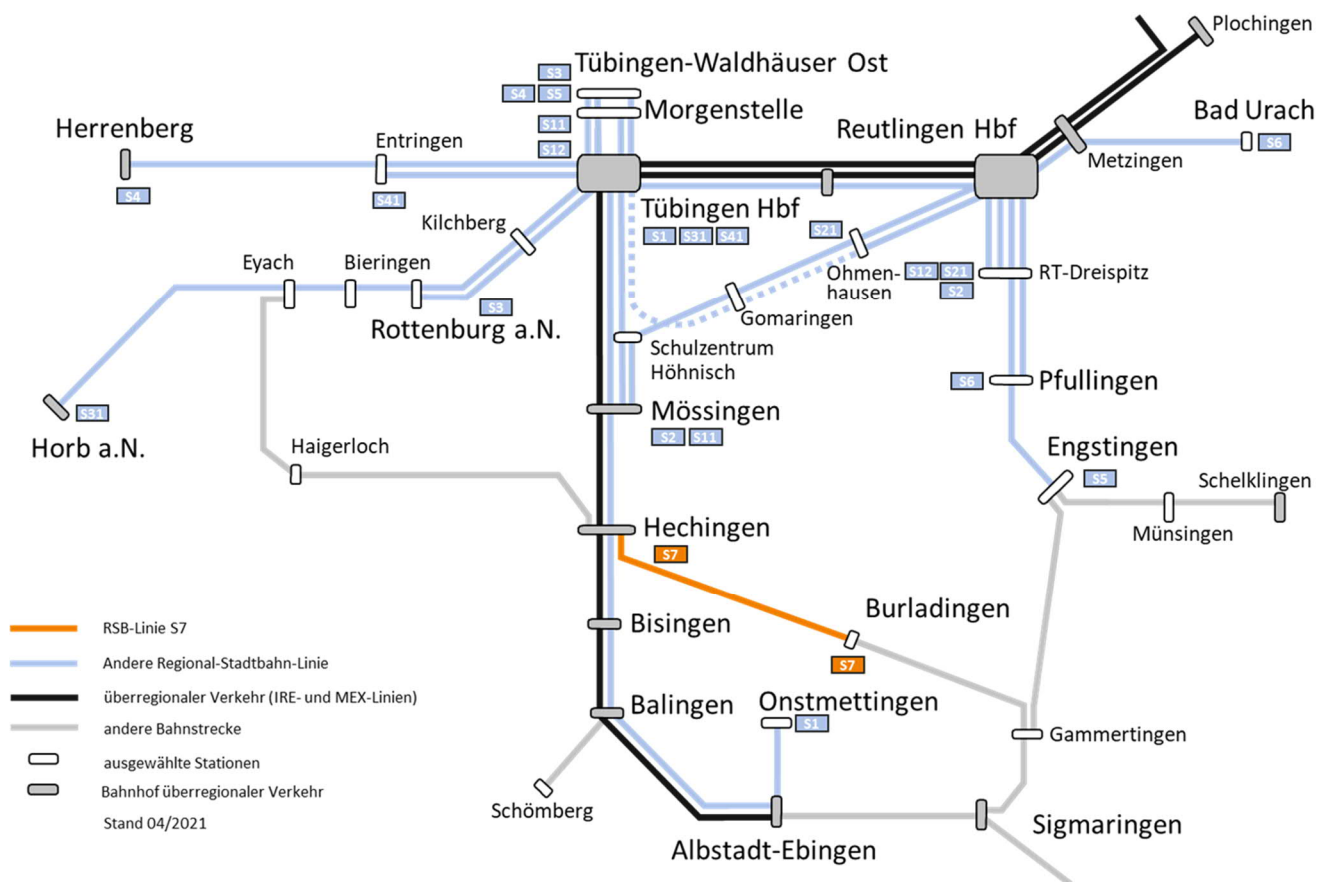 Plochingen
S3
Tübingen-Waldhäuser Ost
S4 S5
Morgenstelle
Bad Urach
S6
Herrenberg
Entringen
S11
S12
Reutlingen Hbf
Metzingen
S4
S41
Kilchberg
Tübingen Hbf
S1 S31 S41
S21
Eyach
Bieringen
Ohmen-
hausen
S12 S21
S2
RT-Dreispitz
S3
Rottenburg a.N.
Gomaringen
Schulzentrum
Höhnisch
S6
Pfullingen
S31
Horb a.N.
Mössingen
S2 S11
Haigerloch
Engstingen
S5
Schelklingen
Münsingen
Hechingen
S7
Burladingen
S7
Bisingen
Balingen
Onstmettingen
S1
Gammertingen
Schömberg
Albstadt-Ebingen
Sigmaringen
RSB-Linie S7
Andere Regional-Stadtbahn-Linie
überregionaler Verkehr (IRE- und MEX-Linien)
andere Bahnstrecke
ausgewählte Stationen
Bahnhof überregionaler Verkehr
Stand 04/2021